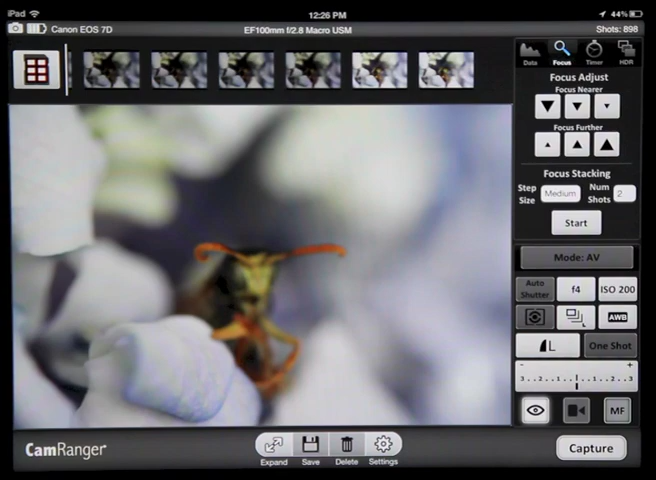 iPad 12:26 PM 44%
Canon EOS 7D EF100mm f/2.8 Macro USM Shots: 898
Data Focus Timer HDR
Focus Adjust
Focus Nearer
Focus Further
Focus Stacking
Step Size Medium Num Shots 2
Start
Mode: AV
Auto Shutter f4 ISO 200
AWB
L One Shot
- +
3..2..1..|..1..2..3
MF
CamRanger Expand Save Delete Settings Capture